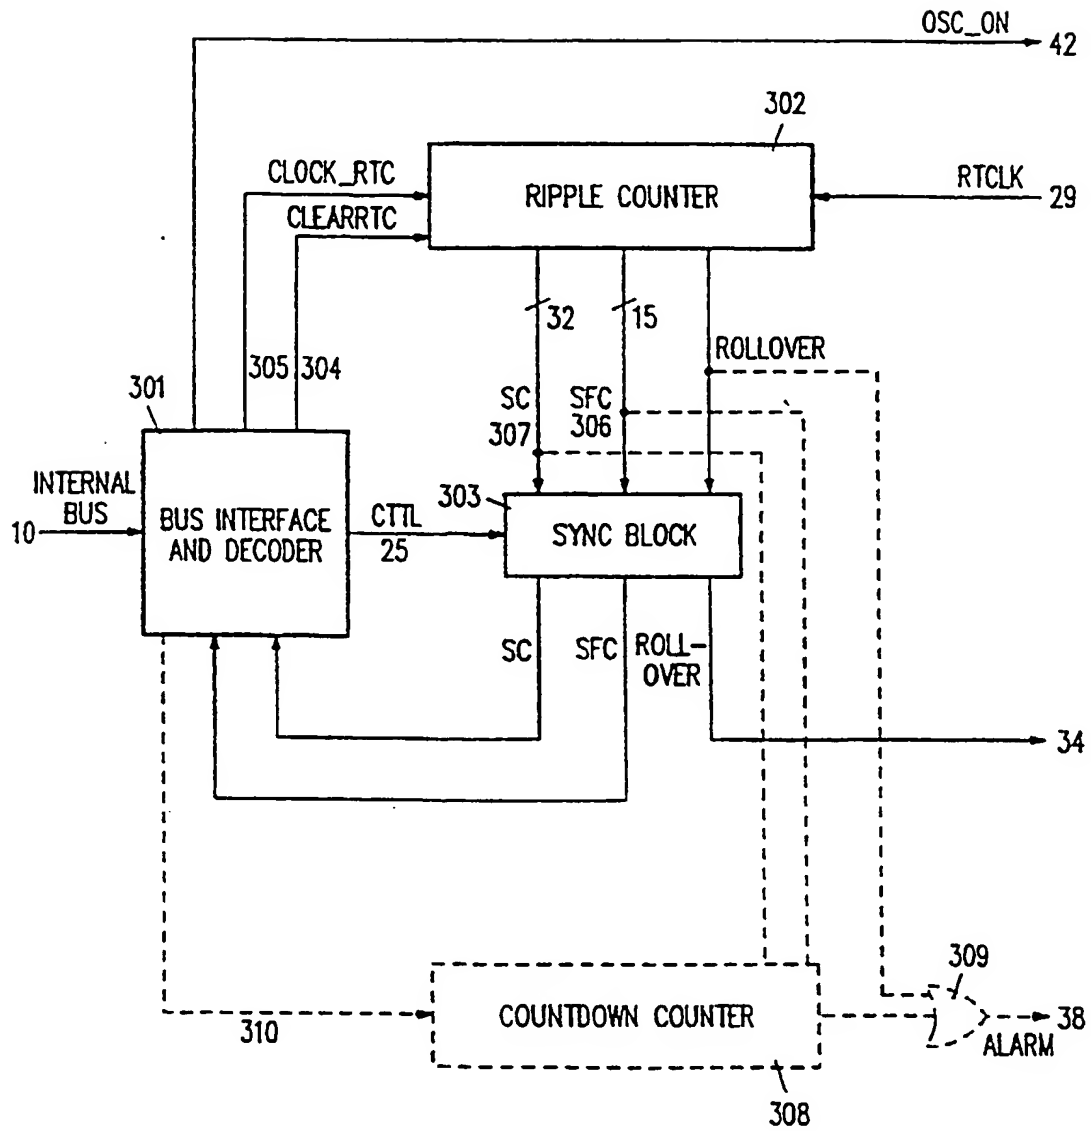 OSC_ON
42
302
CLOCK_RTC
RIPPLE COUNTER
RTCLK
29
CLEARRTC
32
15
305
304
ROLLOVER
301
SC
307
SFC
306
INTERNAL
BUS
10
BUS INTERFACE
AND DECODER
CTTL
25
303
SYNC BLOCK
SC
SFC
ROLL-
OVER
34
309
310
COUNTDOWN COUNTER
38
ALARM
308